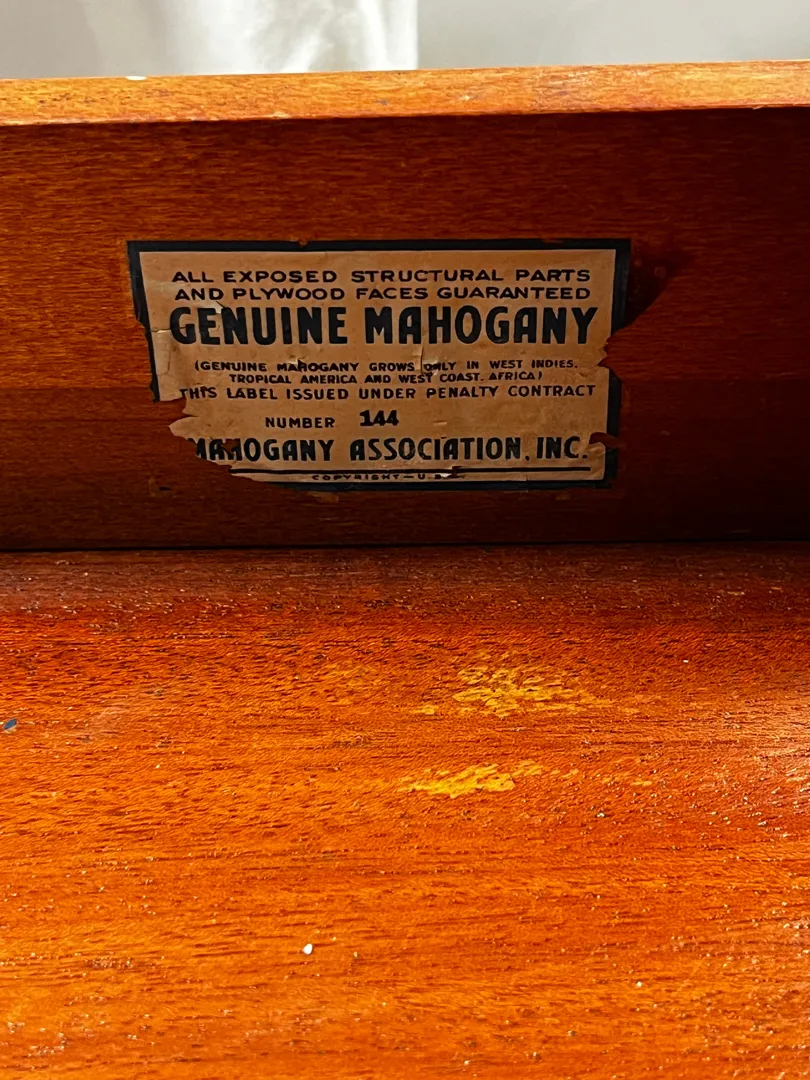 ALL EXPOSED STRUCTURAL PARTS
AND PLYWOOD FACES GUARANTEED
GENUINE MAHOGANY
(GENUINE MAHOGANY GROWS ONLY IN WEST INDIES,
TROPICAL AMERICA AND WEST COAST, AFRICA)
THIS LABEL ISSUED UNDER PENALTY CONTRACT
NUMBER 144
MAHOGANY ASSOCIATION, INC.
COPYRIGHT—U.